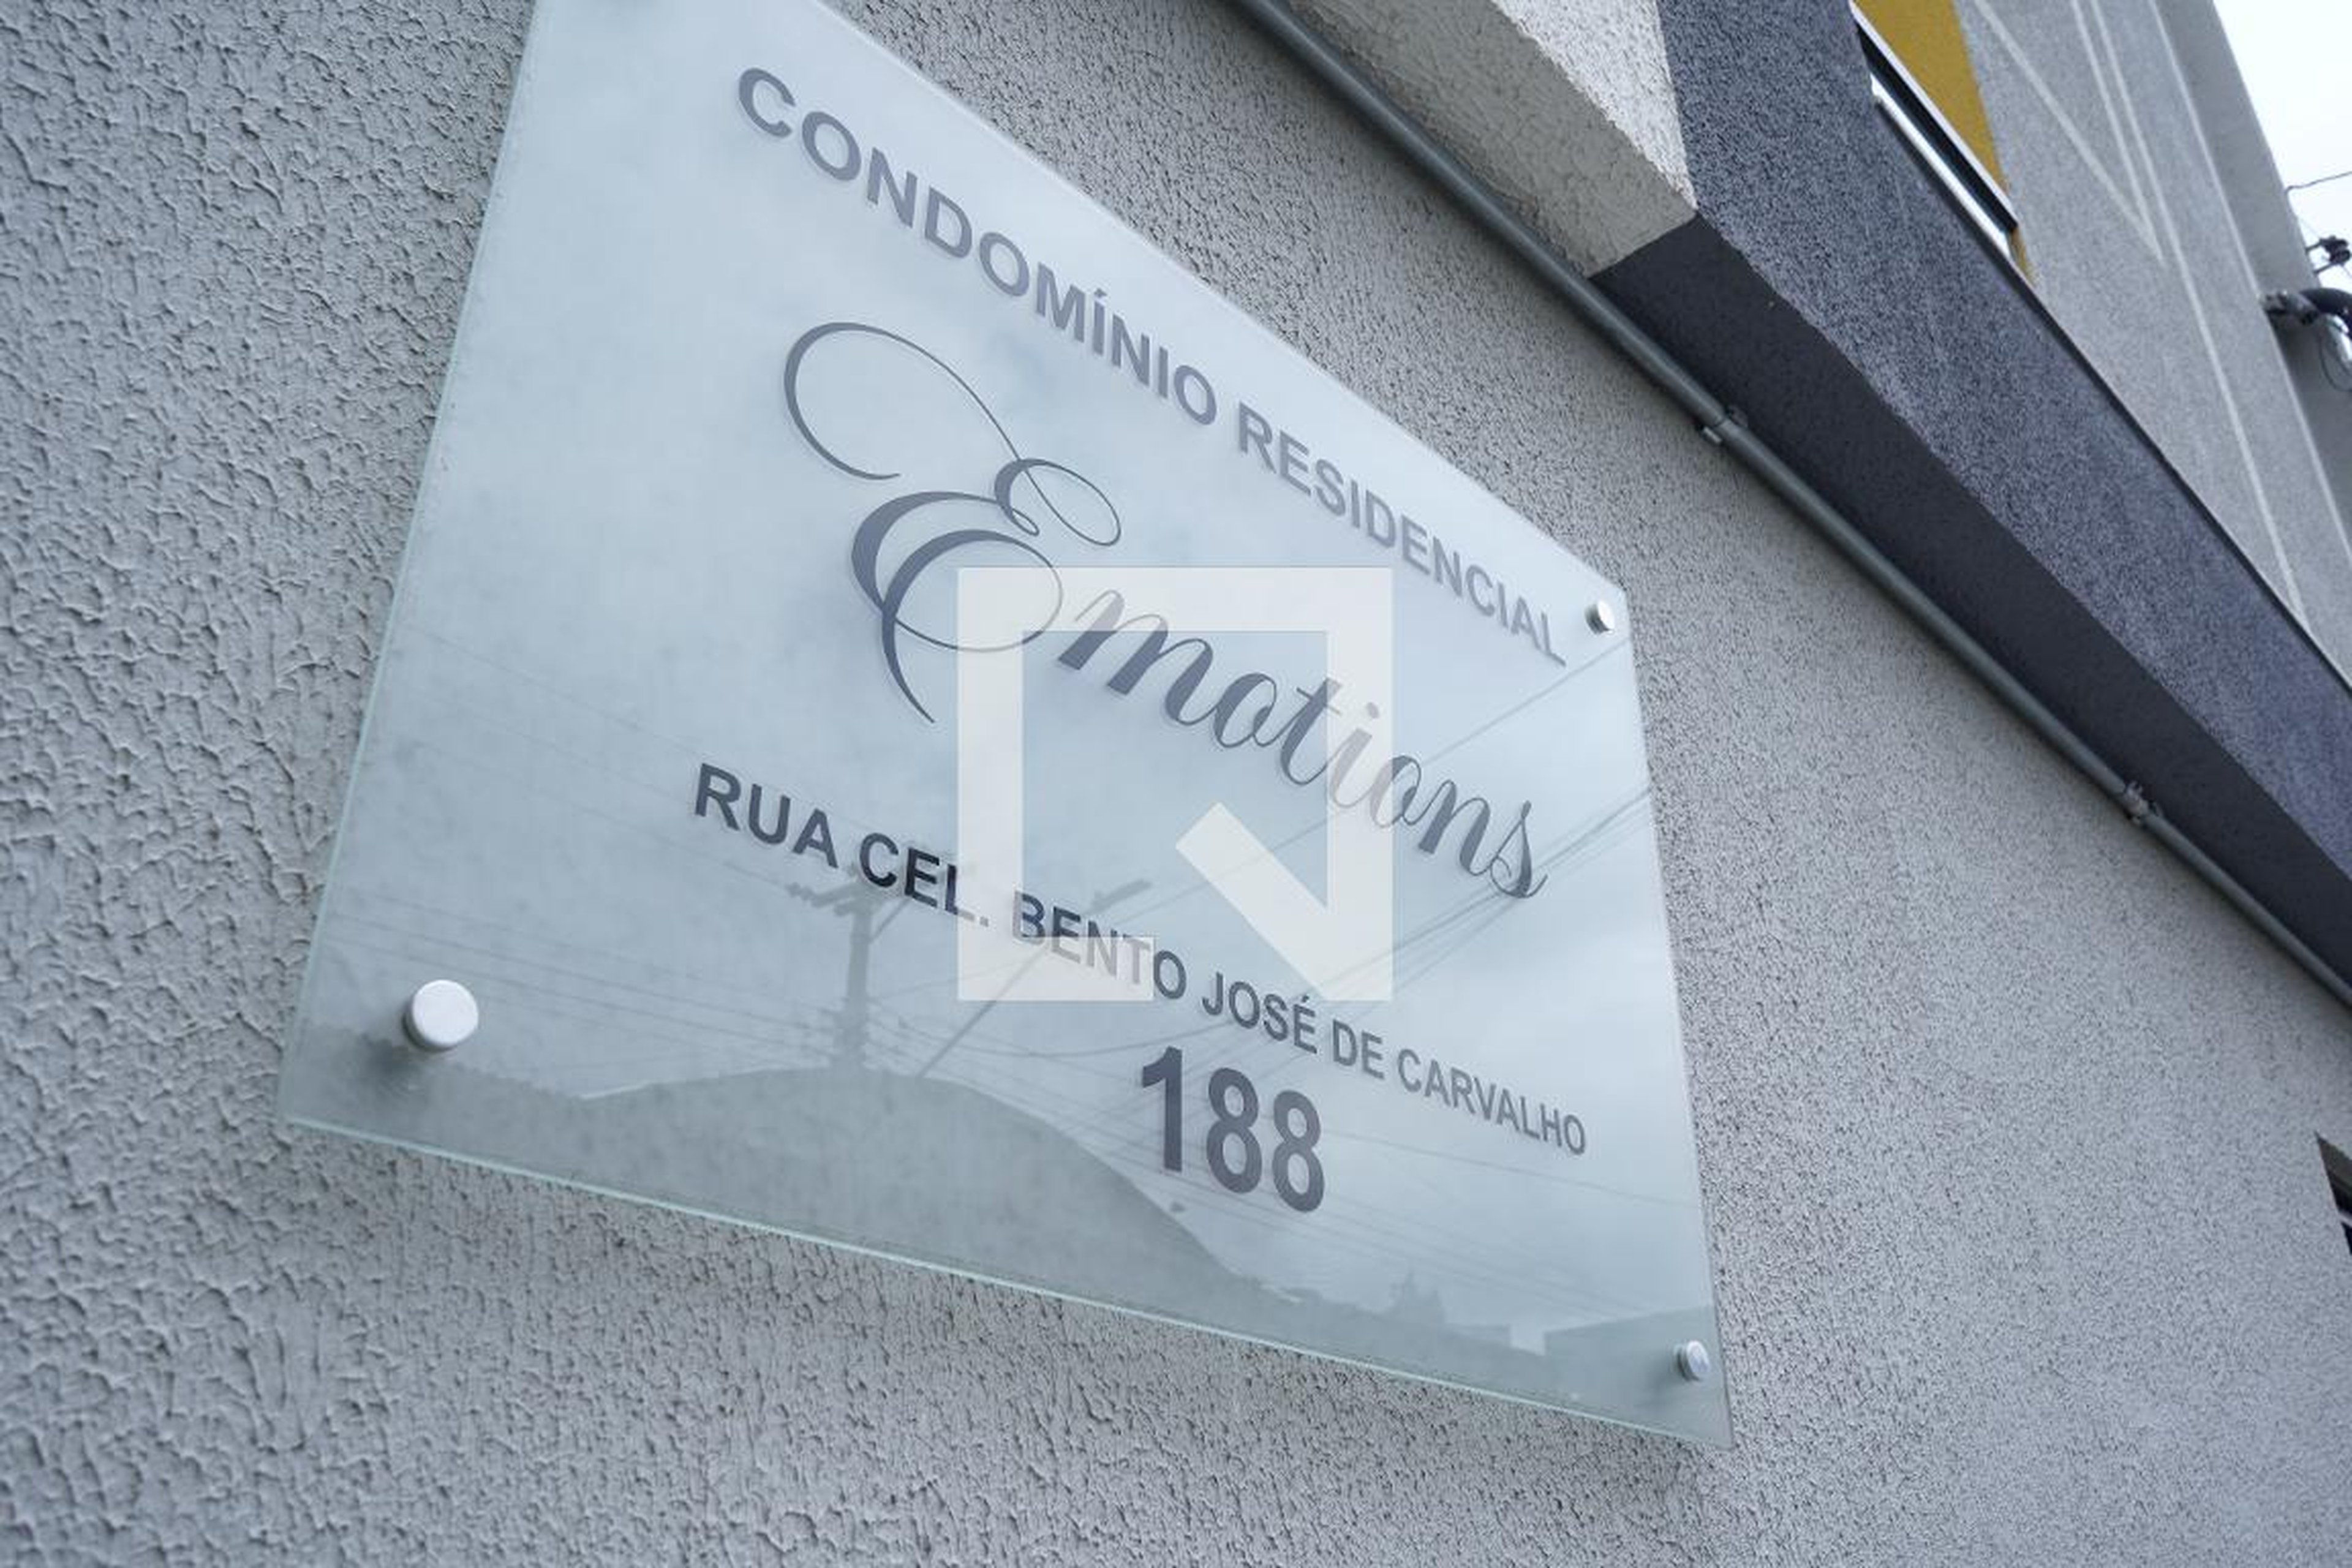 CONDOMÍNIO RESIDENCIAL
Emotions
RUA CEL. BENTO JOSÉ DE CARVALHO
188